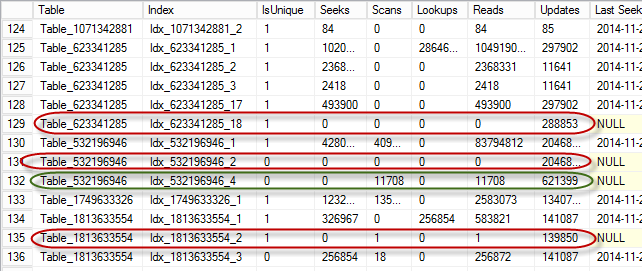 Table Index IsUnique Seeks Scans Lookups Reads Updates Last Seek
124 Table_1071342881 Idx_1071342881_2 1 84 0 0 84 85 2014-11-2
125 Table_623341285 Idx_623341285_1 1 1020... 0 28646... 1049190... 297902 2014-11-2
126 Table_623341285 Idx_623341285_2 1 2368... 0 0 2368331 11641 2014-11-2
127 Table_623341285 Idx_623341285_3 1 2418 0 0 2418 11641 2014-11-2
128 Table_623341285 Idx_623341285_17 1 493900 0 0 493900 297902 2014-11-2
129 Table_623341285 Idx_623341285_18 1 0 0 0 0 288853 NULL
130 Table_532196946 Idx_532196946_1 1 4280... 409... 0 83794812 20468... 2014-11-2
131 Table_532196946 Idx_532196946_2 0 0 0 0 0 20468... NULL
132 Table_532196946 Idx_532196946_4 0 0 11708 0 11708 621399 NULL
133 Table_1749633326 Idx_1749633326_1 1 1232... 135... 0 2583073 13407... 2014-11-2
134 Table_1813633554 Idx_1813633554_1 1 326967 0 256854 583821 141087 2014-11-2
135 Table_1813633554 Idx_1813633554_2 1 0 1 0 1 139850 NULL
136 Table_1813633554 Idx_1813633554_3 0 256854 18 0 256872 141087 2014-11-2